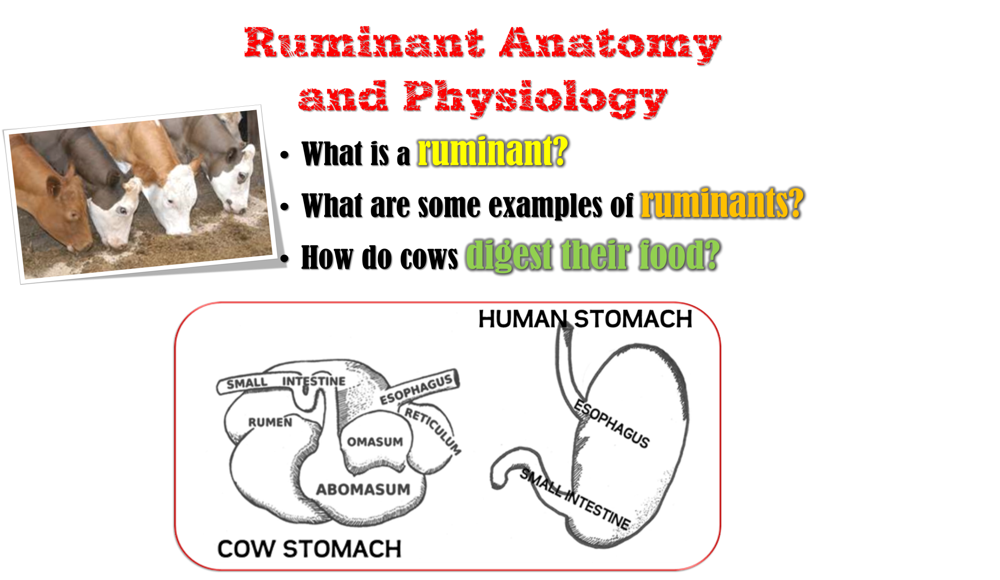 Ruminant Anatomy
and Physiology
• What is a ruminant?
• What are some examples of ruminants?
• How do cows digest their food?
HUMAN STOMACH
SMALL INTESTINE
ESOPHAGUS
RUMEN
RETICULUM
OMASUM
ABOMASUM
COW STOMACH
ESOPHAGUS
SMALL INTESTINE